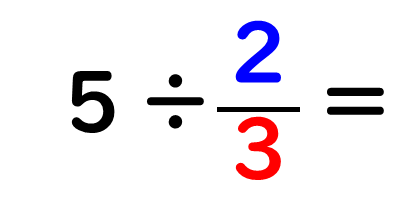 5 ÷ 2/3 =